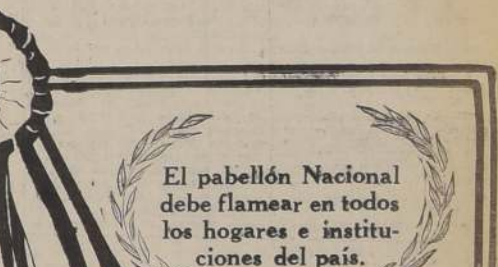 El pabellón Nacional
debe flamear en todos
los hogares e institu-
ciones del país.